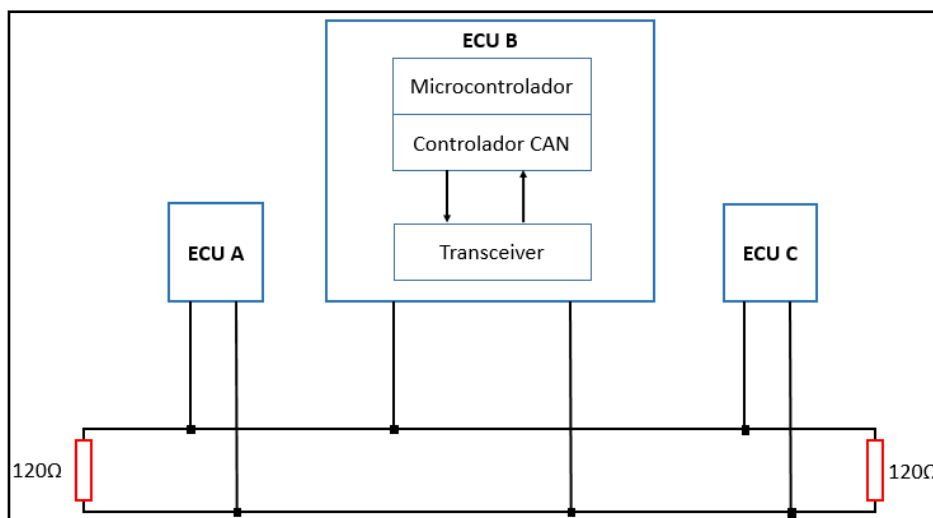 ECU B
Microcontrolador
Controlador CAN
Transceiver
ECU A
ECU C
120Ω
120Ω